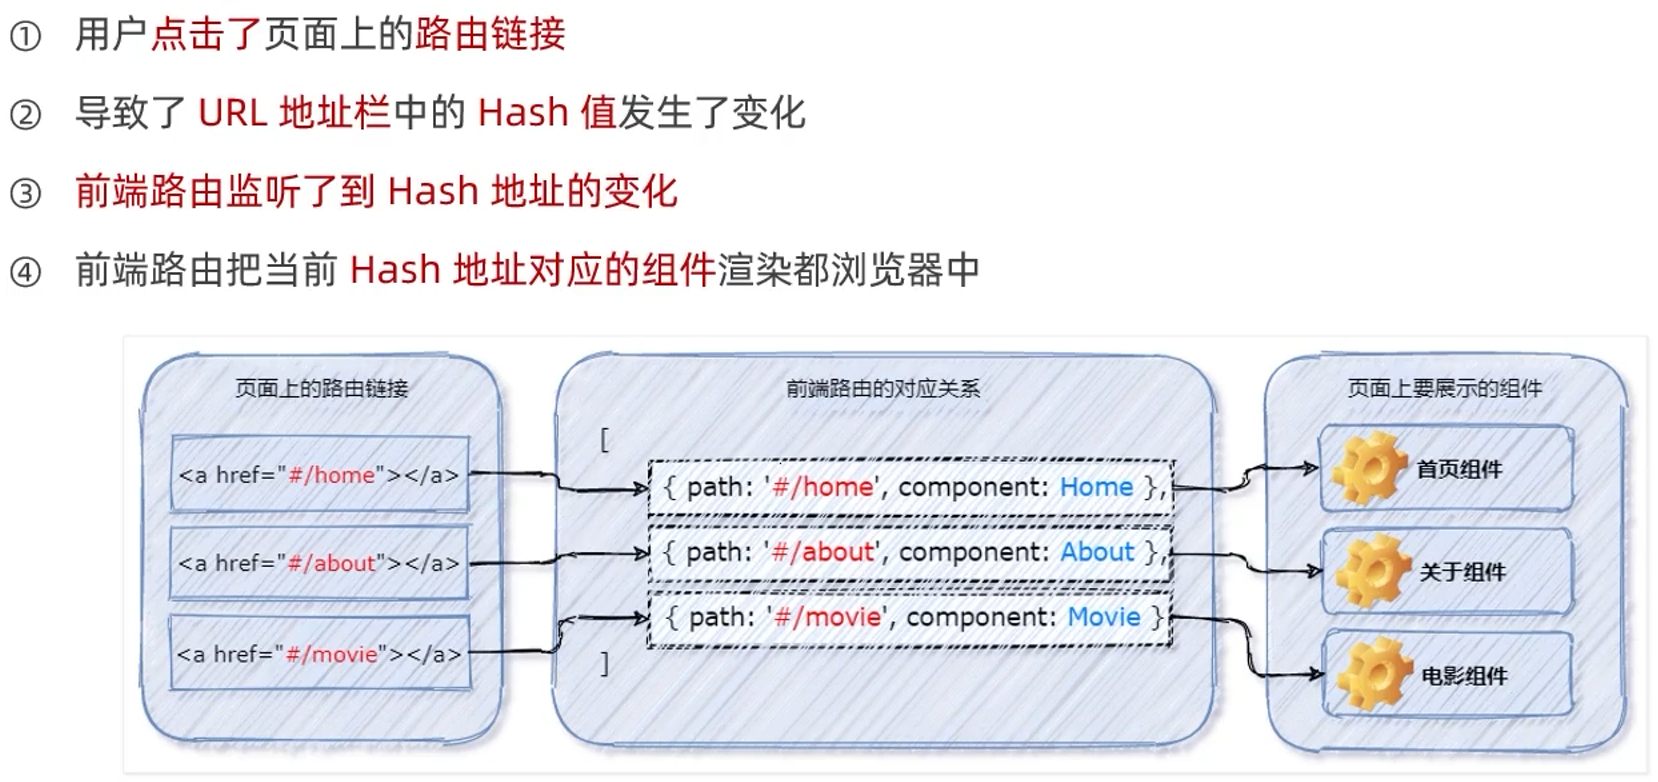 ① 用户点击了页面上的路由链接
② 导致了 URL 地址栏中的 Hash 值发生了变化
③ 前端路由监听了到 Hash 地址的变化
④ 前端路由把当前 Hash 地址对应的组件渲染都浏览器中
页面上的路由链接
<a href="#/home"></a>
<a href="#/about"></a>
<a href="#/movie"></a>
前端路由的对应关系
[
{ path: '#/home', component: Home },
{ path: '#/about', component: About },
{ path: '#/movie', component: Movie }
]
页面上要展示的组件
首页组件
关于组件
电影组件